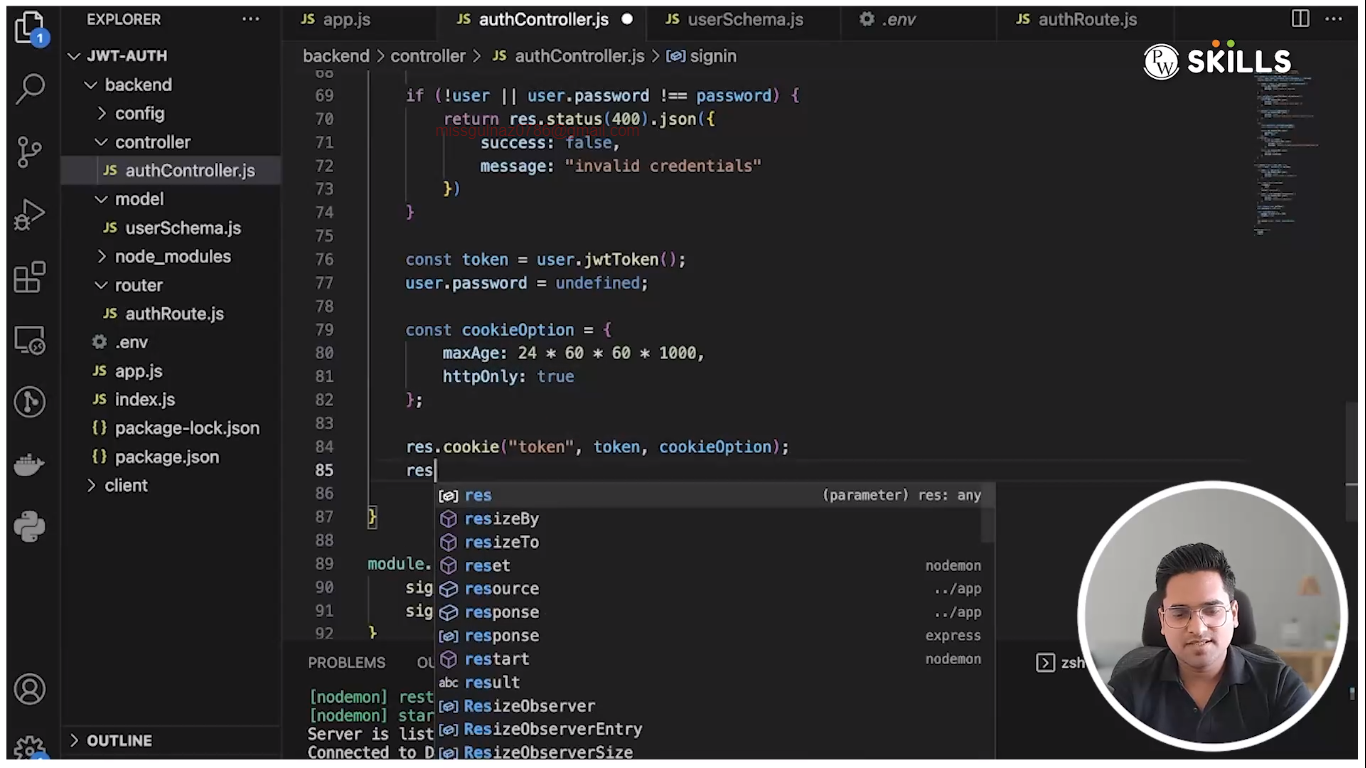 EXPLORER
JWT-AUTH
backend
config
controller
JS authController.js
model
JS userSchema.js
node_modules
router
JS authRoute.js
.env
JS app.js
JS index.js
{} package-lock.json
{} package.json
client
OUTLINE
1
JS app.js
JS authController.js
JS userSchema.js
.env
JS authRoute.js
backend > controller > JS authController.js > signin
PW SKILLS
68
69 if (!user || user.password !== password) {
70 return res.status(400).json({
missgulnaz0786@gmail.com
71 success: false,
72 message: "invalid credentials"
73 })
74 }
75
76 const token = user.jwtToken();
77 user.password = undefined;
78
79 const cookieOption = {
80 maxAge: 24 * 60 * 60 * 1000,
81 httpOnly: true
82 };
83
84 res.cookie("token", token, cookieOption);
85 res
86
87 }
88
89 module.
90 sig
91 sig
92 }
res (parameter) res: any
resizeBy
resizeTo
reset nodemon
resource ../app
response ../app
response express
restart nodemon
abc result
ResizeObserver
ResizeObserverEntry
ResizeObserverSize
PROBLEMS OU
zsh
[nodemon] rest
[nodemon] star
Server is list
Connected to D